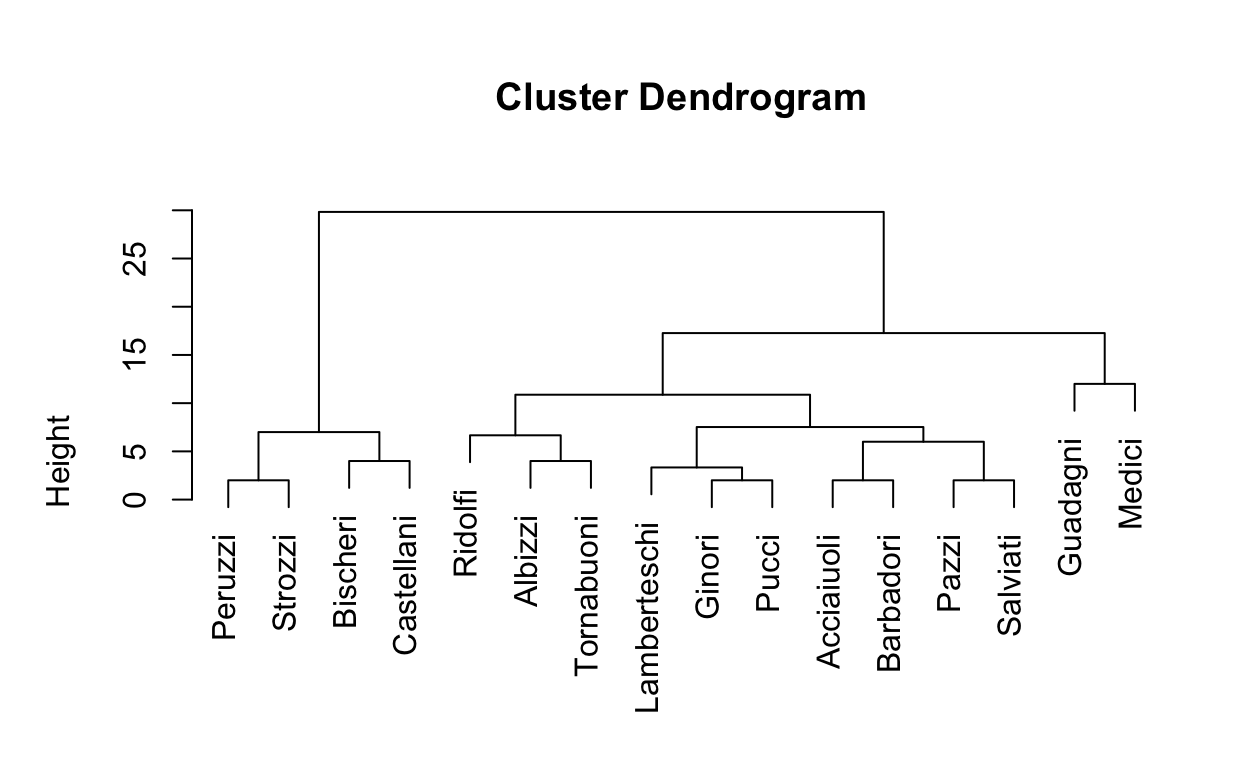 Cluster Dendrogram
Height
0
5
15
25
Peruzzi
Strozzi
Bischeri
Castellani
Ridolfi
Albizzi
Tornabuoni
Lamberteschi
Ginori
Pucci
Acciaiuoli
Barbadori
Pazzi
Salviati
Guadagni
Medici